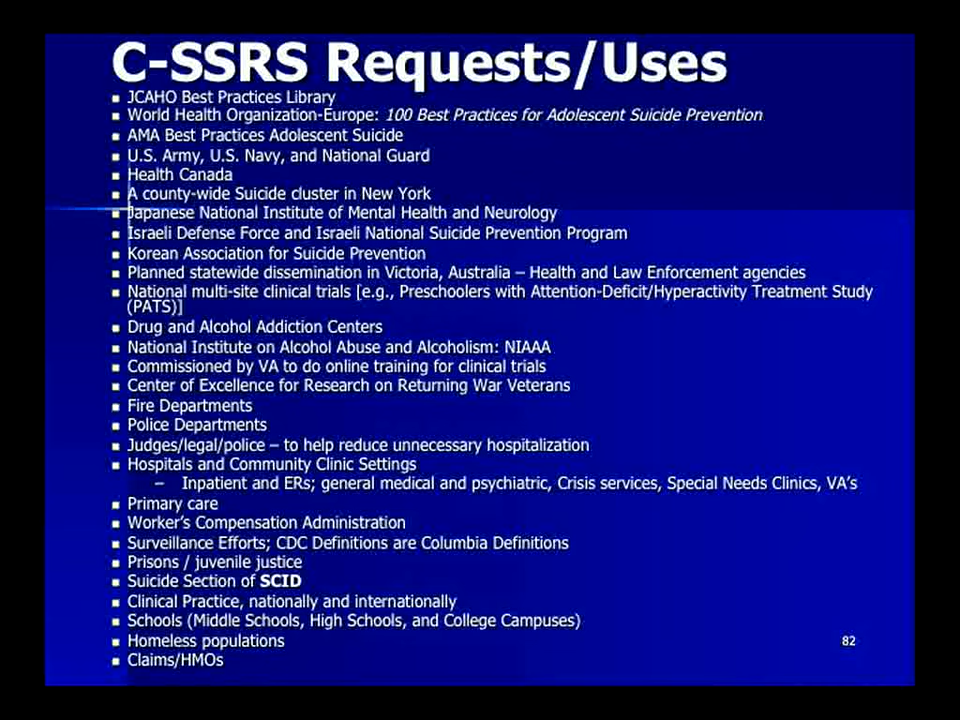 C-SSRS Requests/Uses
▪ JCAHO Best Practices Library
▪ World Health Organization-Europe: 100 Best Practices for Adolescent Suicide Prevention
▪ AMA Best Practices Adolescent Suicide
▪ U.S. Army, U.S. Navy, and National Guard
▪ Health Canada
▪ A county-wide Suicide cluster in New York
▪ Japanese National Institute of Mental Health and Neurology
▪ Israeli Defense Force and Israeli National Suicide Prevention Program
▪ Korean Association for Suicide Prevention
▪ Planned statewide dissemination in Victoria, Australia – Health and Law Enforcement agencies
▪ National multi-site clinical trials [e.g., Preschoolers with Attention-Deficit/Hyperactivity Treatment Study
(PATS)]
▪ Drug and Alcohol Addiction Centers
▪ National Institute on Alcohol Abuse and Alcoholism: NIAAA
▪ Commissioned by VA to do online training for clinical trials
▪ Center of Excellence for Research on Returning War Veterans
▪ Fire Departments
▪ Police Departments
▪ Judges/legal/police – to help reduce unnecessary hospitalization
▪ Hospitals and Community Clinic Settings
– Inpatient and ERs; general medical and psychiatric, Crisis services, Special Needs Clinics, VA's
▪ Primary care
▪ Worker's Compensation Administration
▪ Surveillance Efforts; CDC Definitions are Columbia Definitions
▪ Prisons / juvenile justice
▪ Suicide Section of SCID
▪ Clinical Practice, nationally and internationally
▪ Schools (Middle Schools, High Schools, and College Campuses)
▪ Homeless populations
▪ Claims/HMOs
82